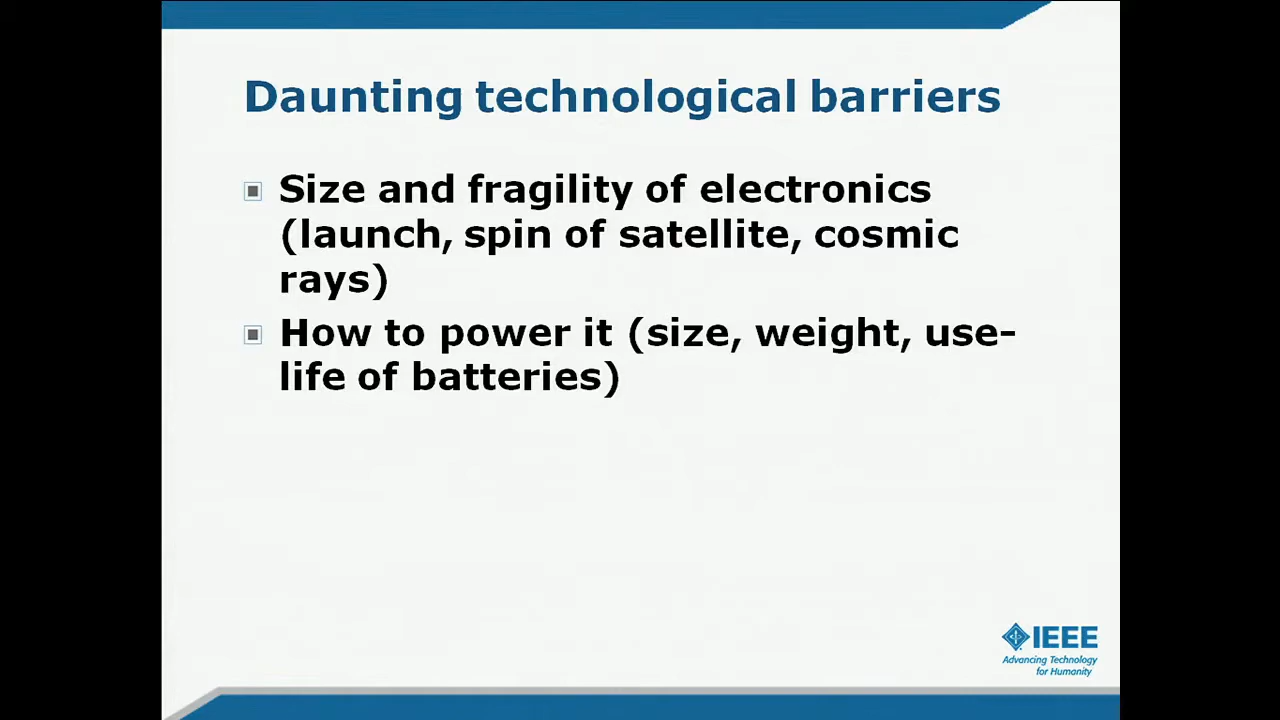 Daunting technological barriers
Size and fragility of electronics
(launch, spin of satellite, cosmic
rays)
How to power it (size, weight, use-
life of batteries)
IEEE
Advancing Technology
for Humanity